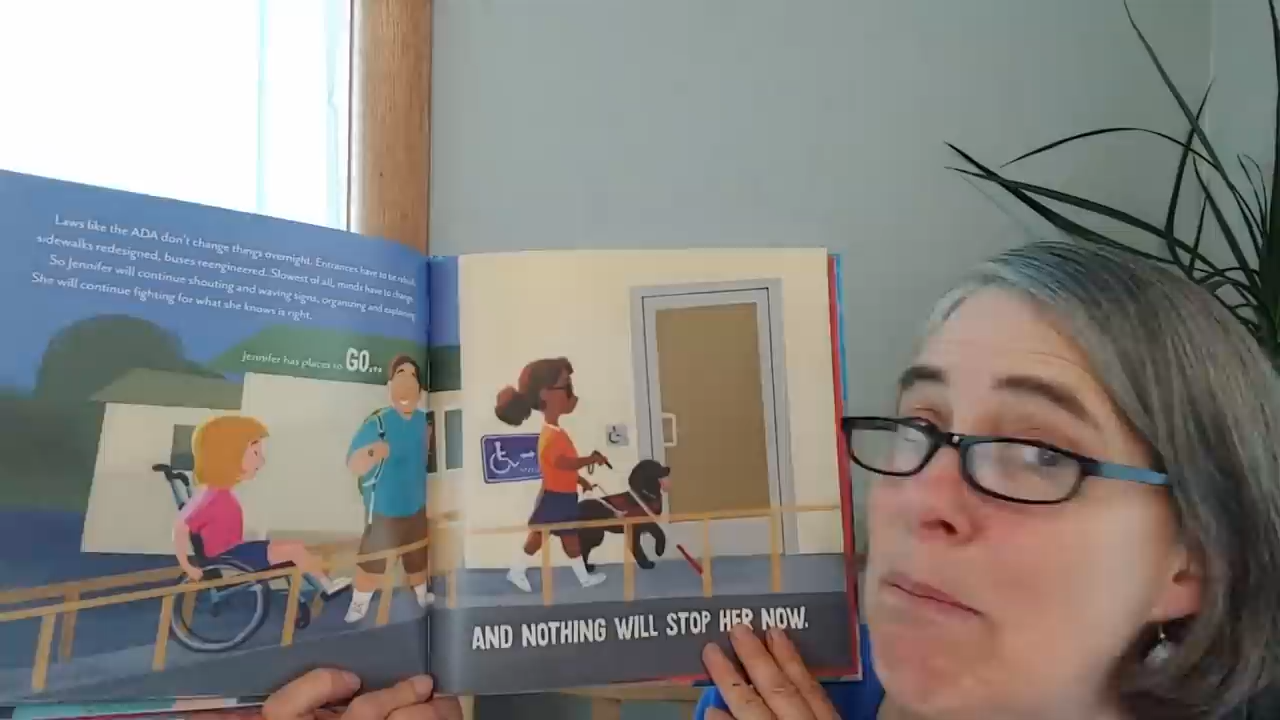 Laws like the ADA don't change things overnight. Entrances have to be rebuilt,
sidewalks redesigned, buses reengineered. Slowest of all, minds have to change.
So Jennifer will continue shouting and waving signs, organizing and explaining.
She will continue fighting for what she knows is right.
Jennifer has places to GO...
AND NOTHING WILL STOP HER NOW.